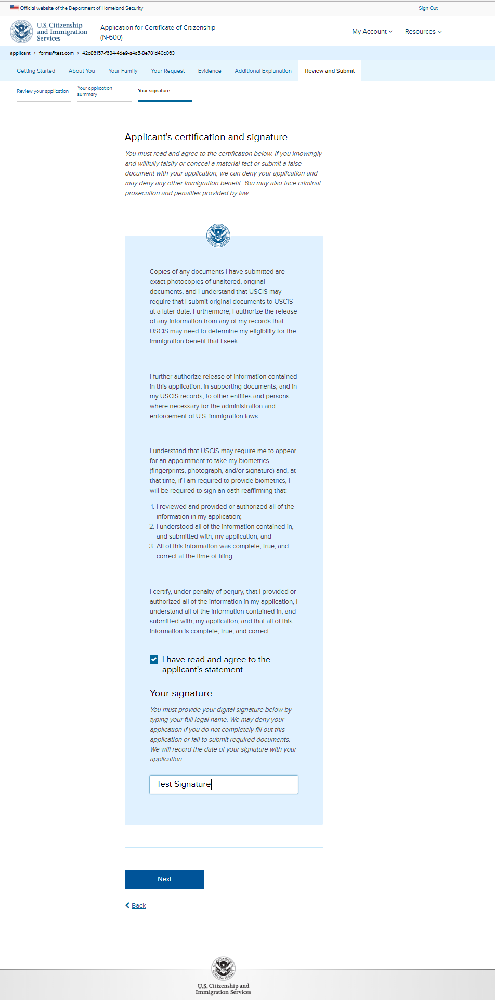 Official website of the Department of Homeland Security
Sign Out
U.S. Citizenship
and Immigration
Services
Application for Certificate of Citizenship
(N-600)
My Account
Resources
applicant > forms@test.com > 42c86157-f684-4de9-a4a5-8e781d40c063
Getting Started About You Your Family Your Request Evidence Additional Explanation Review and Submit
Review your application
Your application
summary
Your signature
Applicant's certification and signature
You must read and agree to the certification below. If you knowingly
and willfully falsify or conceal a material fact or submit a false
document with your application, we can deny your application and
may deny any other immigration benefit. You may also face criminal
prosecution and penalties provided by law.
Copies of any documents I have submitted are
exact photocopies of unaltered, original
documents, and I understand that USCIS may
require that I submit original documents to USCIS
at a later date. Furthermore, I authorize the release
of any information from any of my records that
USCIS may need to determine my eligibility for the
immigration benefit that I seek.
I further authorize release of information contained
in this application, in supporting documents, and in
my USCIS records, to other entities and persons
where necessary for the administration and
enforcement of U.S. immigration laws.
I understand that USCIS may require me to appear
for an appointment to take my biometrics
(fingerprints, photograph, and/or signature) and, at
that time, if I am required to provide biometrics, I
will be required to sign an oath reaffirming that:
1. I reviewed and provided or authorized all of the
information in my application;
2. I understood all of the information contained in,
and submitted with, my application; and
3. All of this information was complete, true, and
correct at the time of filing.
I certify, under penalty of perjury, that I provided or
authorized all of the information in my application, I
understand all of the information contained in, and
submitted with, my application, and that all of this
information is complete, true, and correct.
I have read and agree to the
applicant's statement
Your signature
You must provide your digital signature below by
typing your full legal name. We may deny your
application if you do not completely fill out this
application or fail to submit required documents.
We will record the date of your signature with your
application.
Test Signature
Next
Back
U.S. Citizenship and
Immigration Services